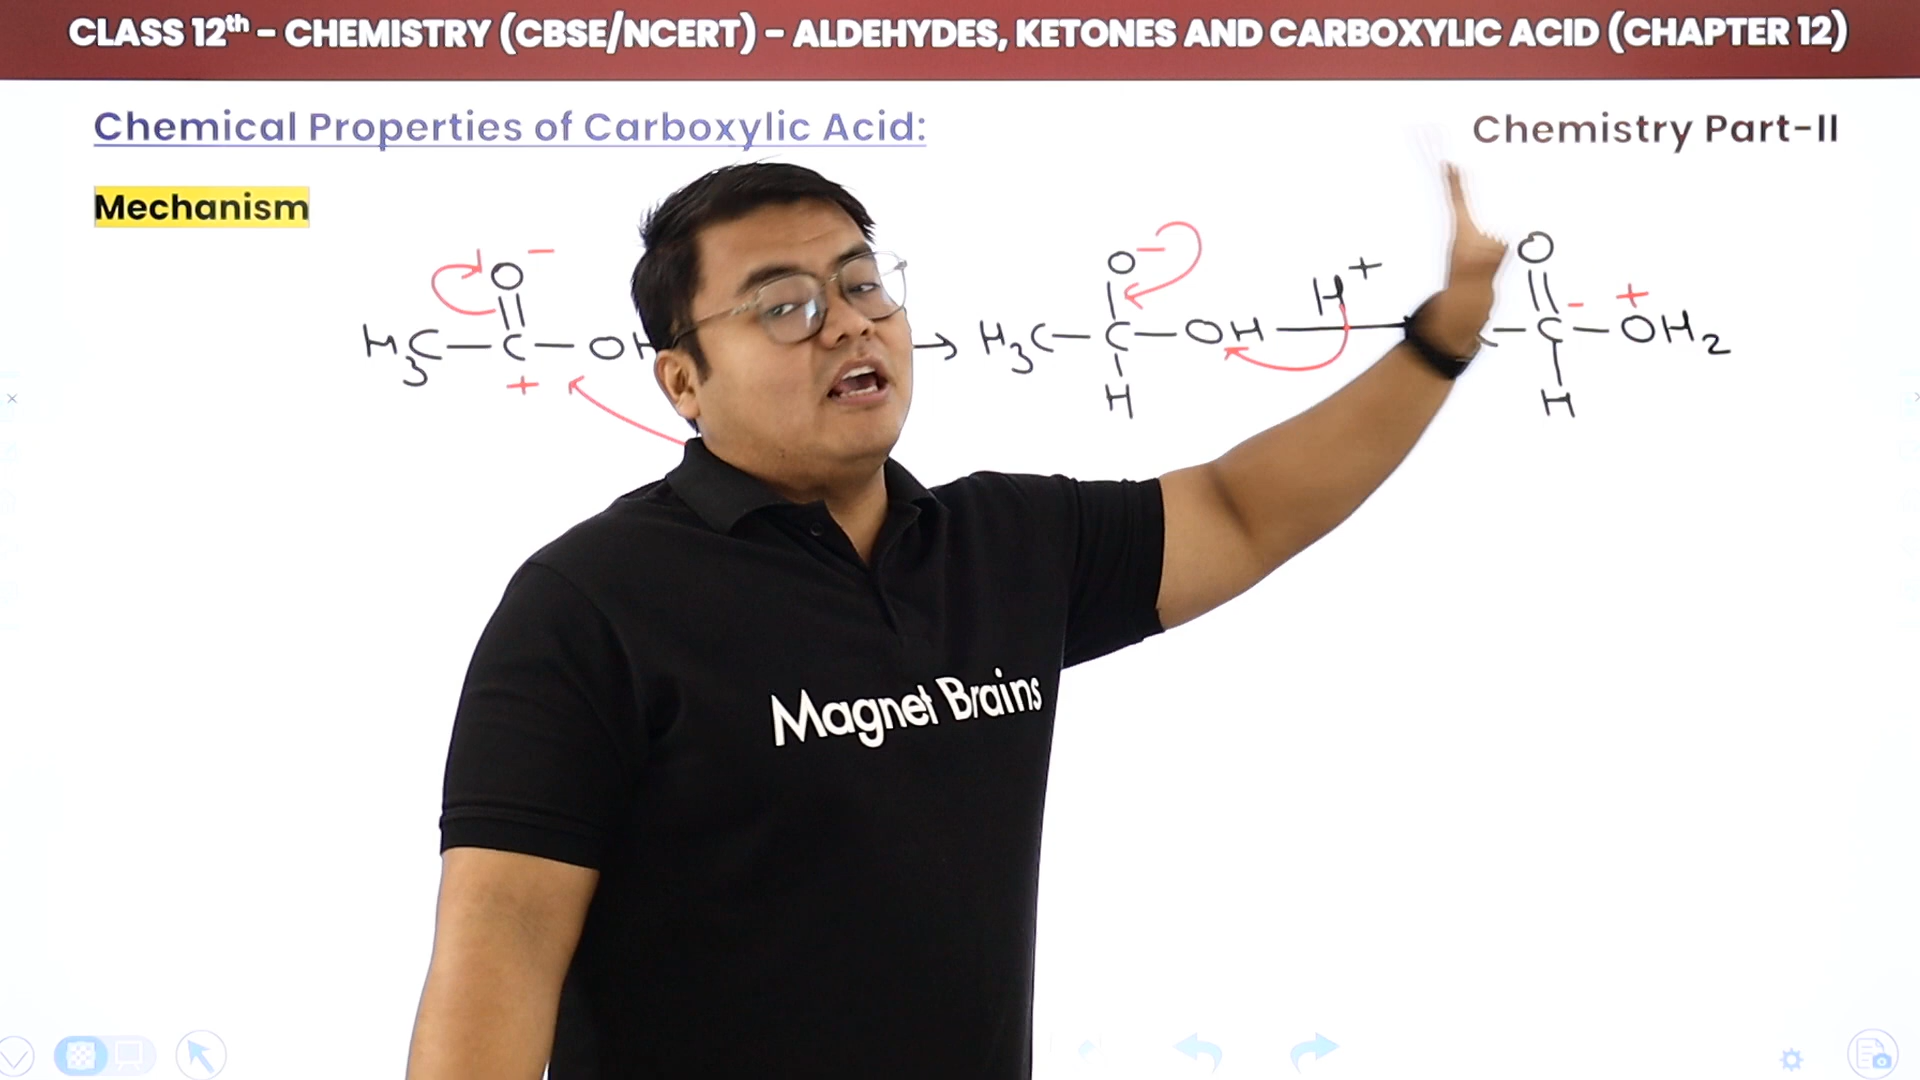 CLASS 12th – CHEMISTRY (CBSE/NCERT) – ALDEHYDES, KETONES AND CARBOXYLIC ACID (CHAPTER 12)
Chemical Properties of Carboxylic Acid:
Chemistry Part-II
Mechanism
O −
H3C − C − OH
+
→
O −
H3C − C − OH
H
H+
O
− C − OH2
− +
H
Magnet Brains